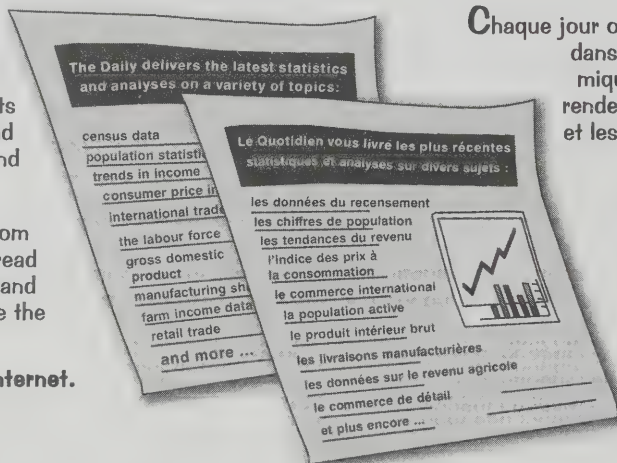 ts
d
nd
om
read
and
e the
nternet.
The Daily delivers the latest statistics
and analyses on a variety of topics:
census data
population statisti
trends in income
consumer price in
international trade
the labour force
gross domestic
product
manufacturing sh
farm income data
retail trade
and more ...
Le Quotidien vous livre les plus récentes
statistiques et analyses sur divers sujets :
les données du recensement
les chiffres de population
les tendances du revenu
l'indice des prix à
la consommation
le commerce international
la population active
le produit intérieur brut
les livraisons manufacturières
les données sur le revenu agricole
le commerce de détail
et plus encore ...
Chaque jour o
dans
miqu
rende
et les